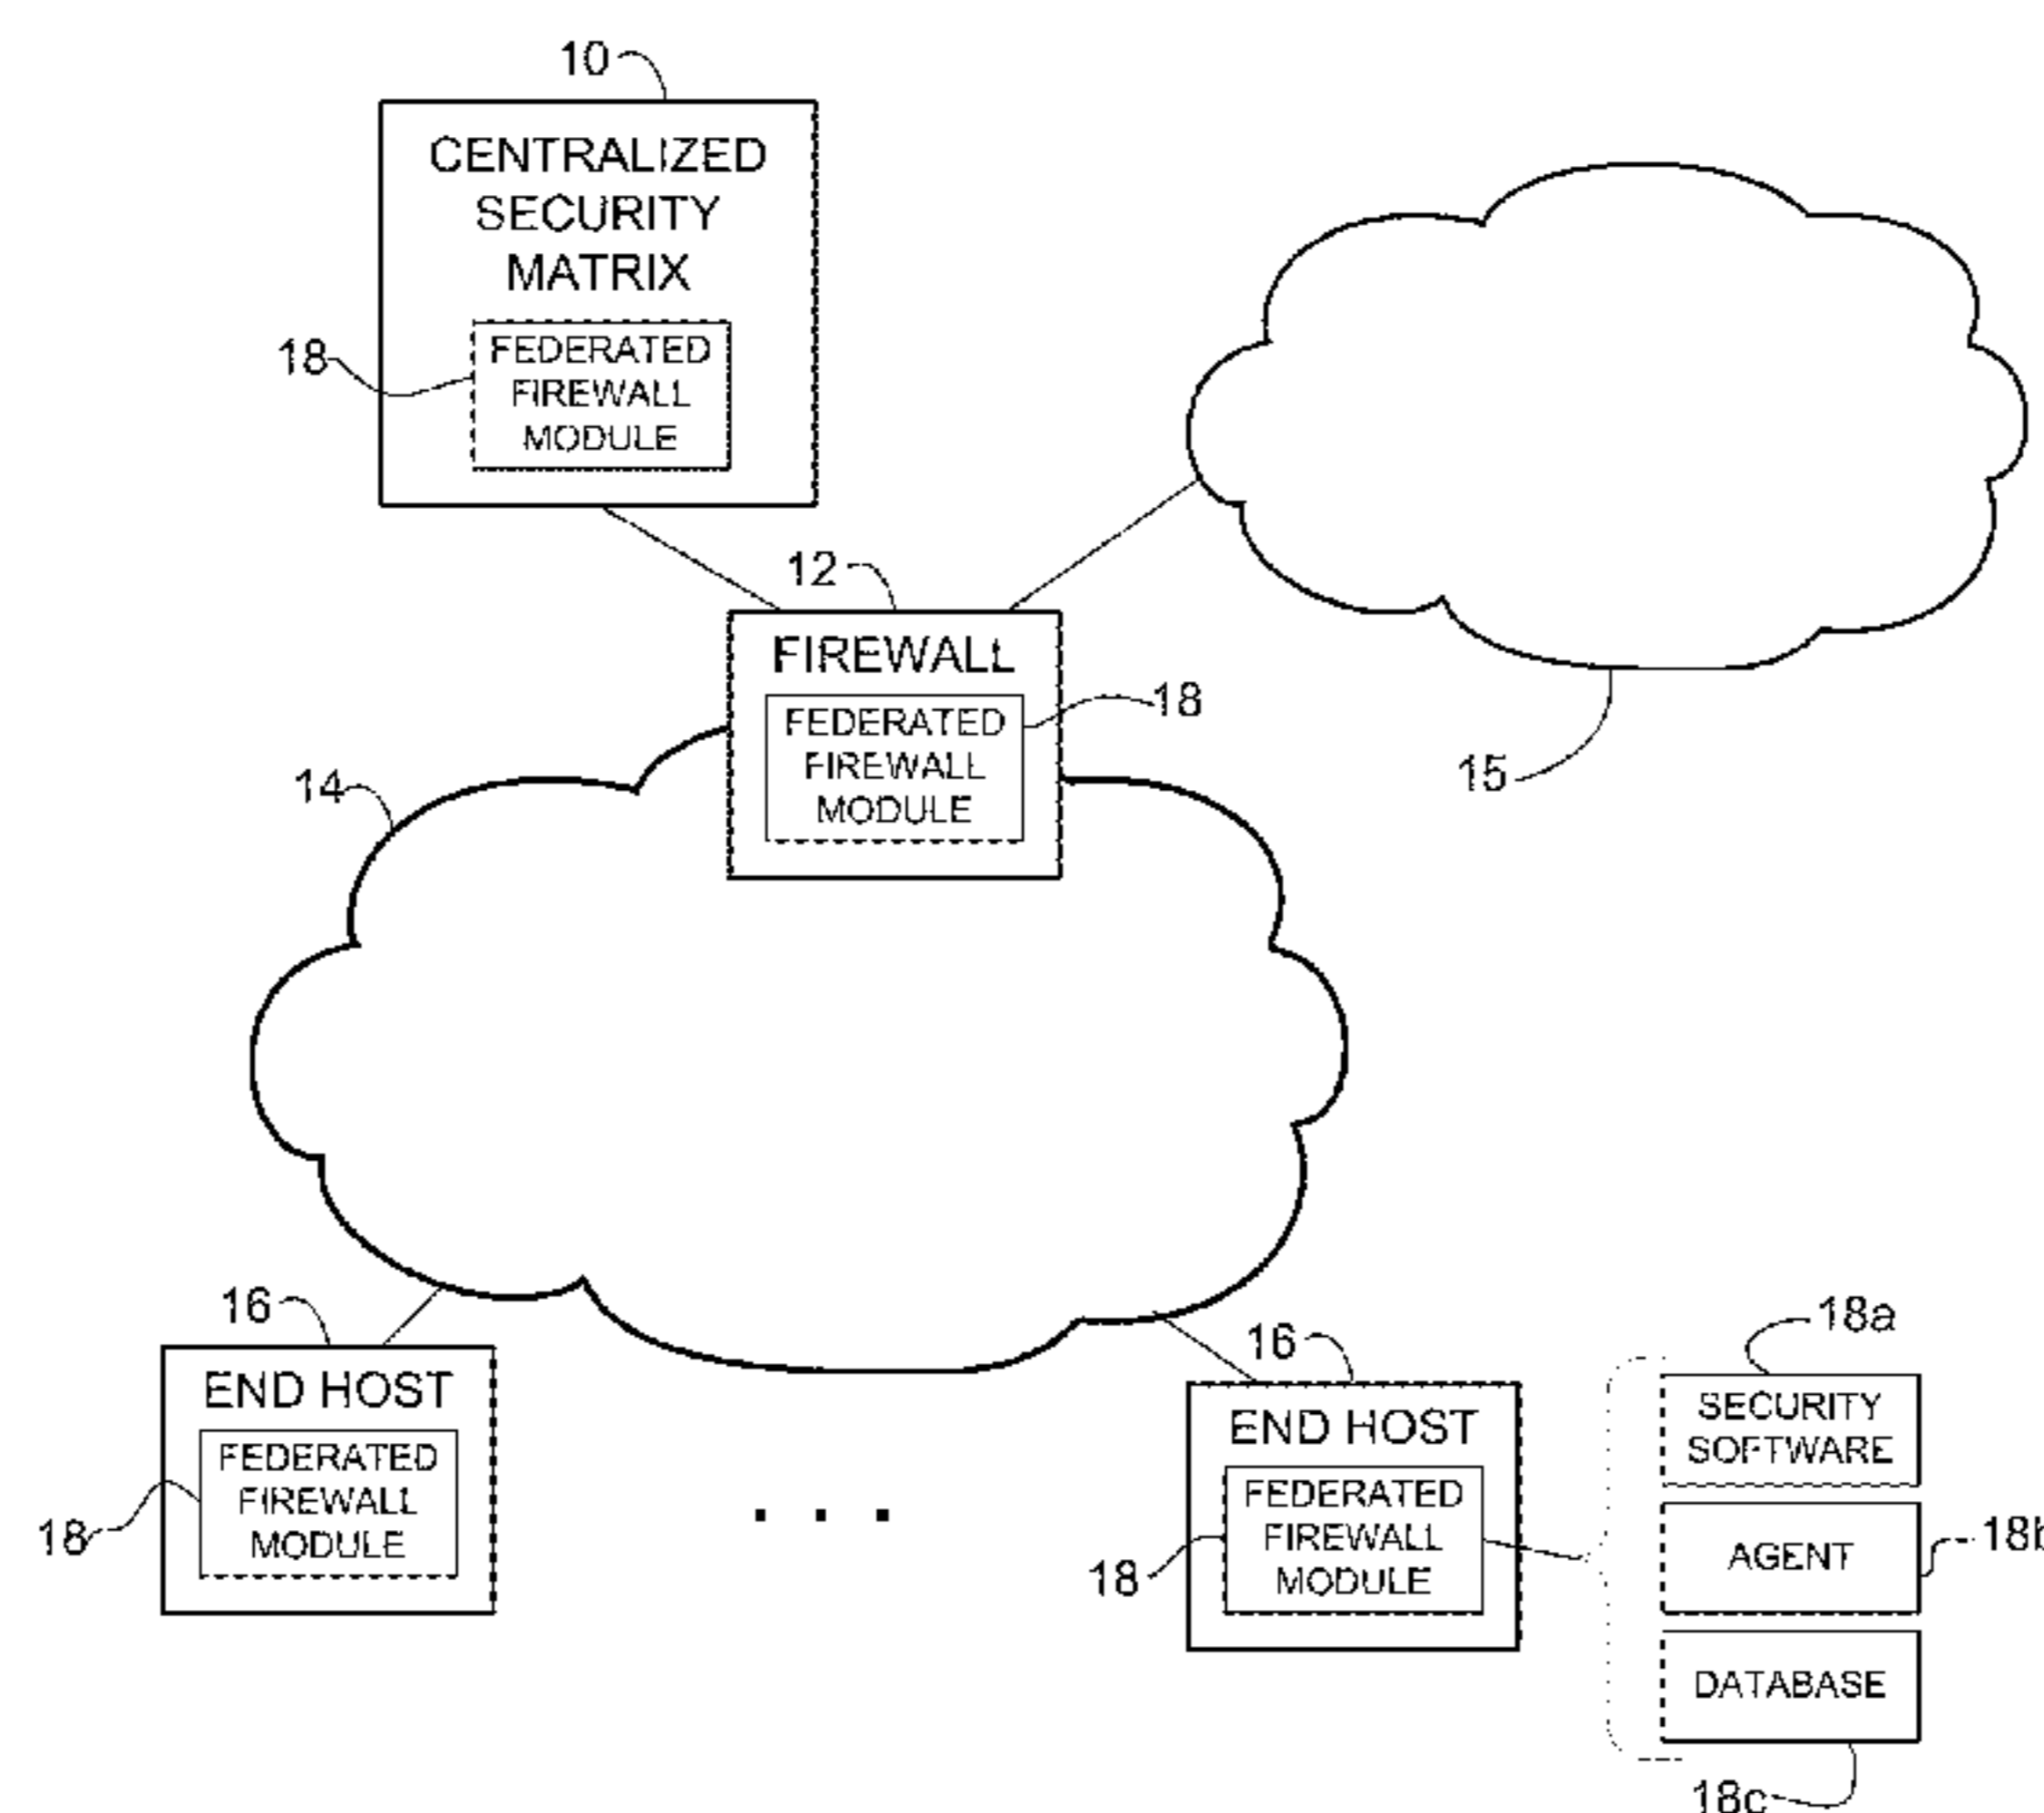 10
CENTRALIZED
SECURITY
MATRIX
18
FEDERATED
FIREWALL
MODULE
12
FIREWALL
18
FEDERATED
FIREWALL
MODULE
14
15
16
END HOST
FEDERATED
FIREWALL
MODULE
18
. . .
16
END HOST
FEDERATED
FIREWALL
MODULE
18
18a
SECURITY
SOFTWARE
AGENT
18b
DATABASE
18c